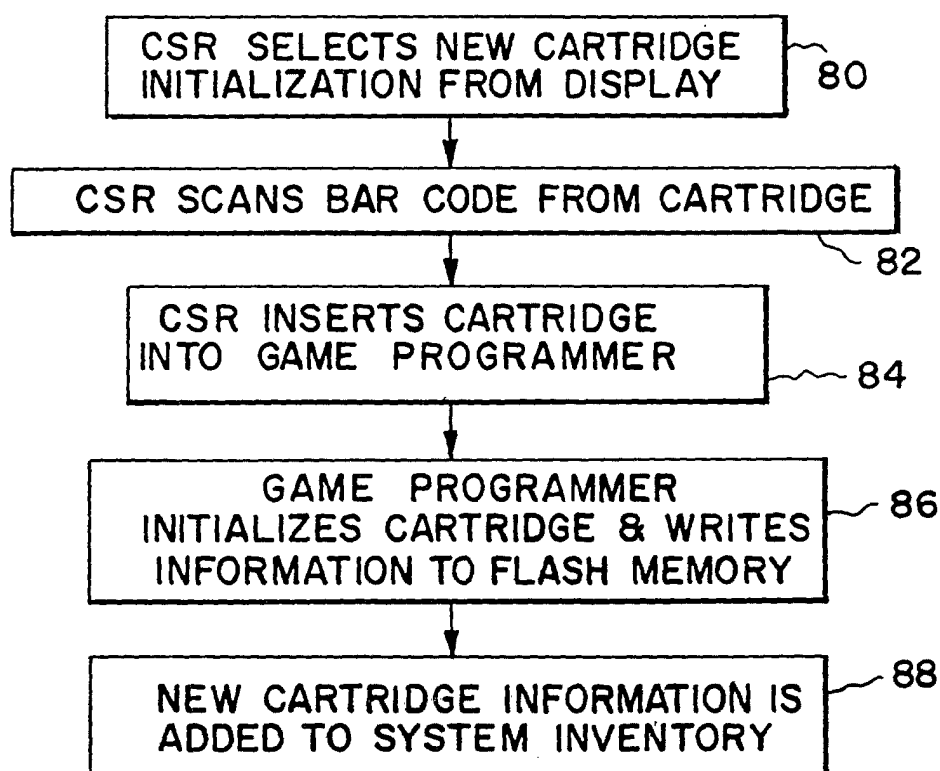 CSR SELECTS NEW CARTRIDGE
INITIALIZATION FROM DISPLAY
80
CSR SCANS BAR CODE FROM CARTRIDGE
82
CSR INSERTS CARTRIDGE
INTO GAME PROGRAMMER
84
GAME PROGRAMMER
INITIALIZES CARTRIDGE & WRITES
INFORMATION TO FLASH MEMORY
86
NEW CARTRIDGE INFORMATION IS
ADDED TO SYSTEM INVENTORY
88